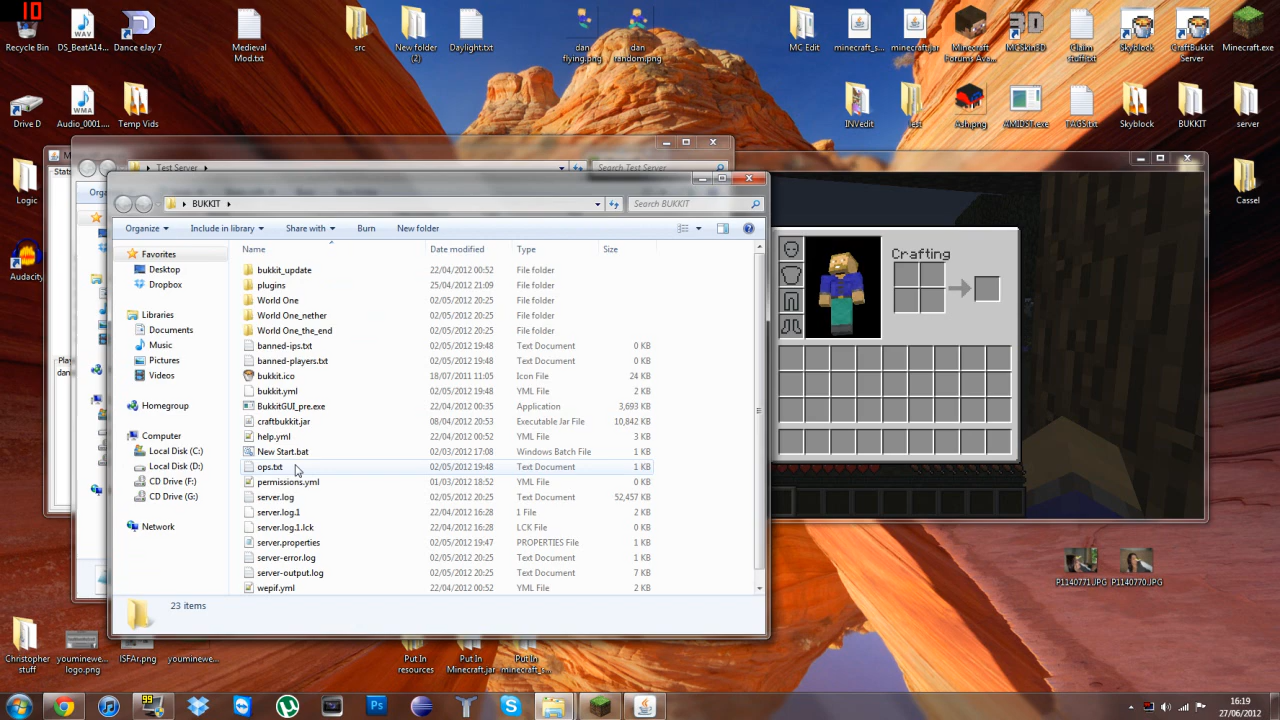 10
Recycle Bin
DS_BeatA14...
Dance eJay 7
Medieval
Mod.txt
src
New folder
(2)
Daylight.txt
dan
flying.png
dan
random.png
MC Edit
minecraft_s...
minecraft.jar
Minecraft
Forums Ava...
MCSkin3D
Claim
stuff.txt
Skyblock
CraftBukkit
Server
Minecraft.exe
Drive D
Audio_0001....
Temp Vids
INVedit
Ash.png
AMIDST.exe
TAGS.txt
Skyblock
BUKKIT
server
Logic
Cassel
Audacity
Test Server
Search Test Server
BUKKIT
Search BUKKIT
Organize
Include in library
Share with
Burn
New folder
Name
Date modified
Type
Size
Favorites
Desktop
Dropbox
Libraries
Documents
Music
Pictures
Videos
Homegroup
Computer
Local Disk (C:)
Local Disk (D:)
CD Drive (F:)
CD Drive (G:)
Network
bukkit_update 22/04/2012 00:52 File folder
plugins 25/04/2012 21:09 File folder
World One 02/05/2012 20:25 File folder
World One_nether 02/05/2012 20:25 File folder
World One_the_end 02/05/2012 20:25 File folder
banned-ips.txt 02/05/2012 19:48 Text Document 0 KB
banned-players.txt 02/05/2012 19:48 Text Document 0 KB
bukkit.ico 18/07/2011 11:05 Icon File 24 KB
bukkit.yml 02/05/2012 19:48 YML File 2 KB
BukkitGUI_pre.exe 22/04/2012 00:35 Application 3,693 KB
craftbukkit.jar 08/04/2012 20:53 Executable Jar File 10,842 KB
help.yml 22/04/2012 00:52 YML File 3 KB
New Start.bat 02/03/2012 17:08 Windows Batch File 1 KB
ops.txt 02/05/2012 19:48 Text Document 1 KB
permissions.yml 01/03/2012 18:52 YML File 0 KB
server.log 02/05/2012 20:25 Text Document 52,457 KB
server.log.1 22/04/2012 16:28 1 File 2 KB
server.log.1.lck 22/04/2012 16:28 LCK File 0 KB
server.properties 02/05/2012 19:47 PROPERTIES File 1 KB
server-error.log 02/05/2012 20:25 Text Document 1 KB
server-output.log 02/05/2012 20:25 Text Document 7 KB
wepif.yml 22/04/2012 00:52 YML File 2 KB
23 items
Crafting
P1140771.JPG
P1140770.JPG
Christopher
stuff
youminewe...
logo.png
ISFAr.png
youminewe...
Put In
resources
Put In
Minecraft.jar
Put In
minecraft_s...
99
16:19
27/06/2012